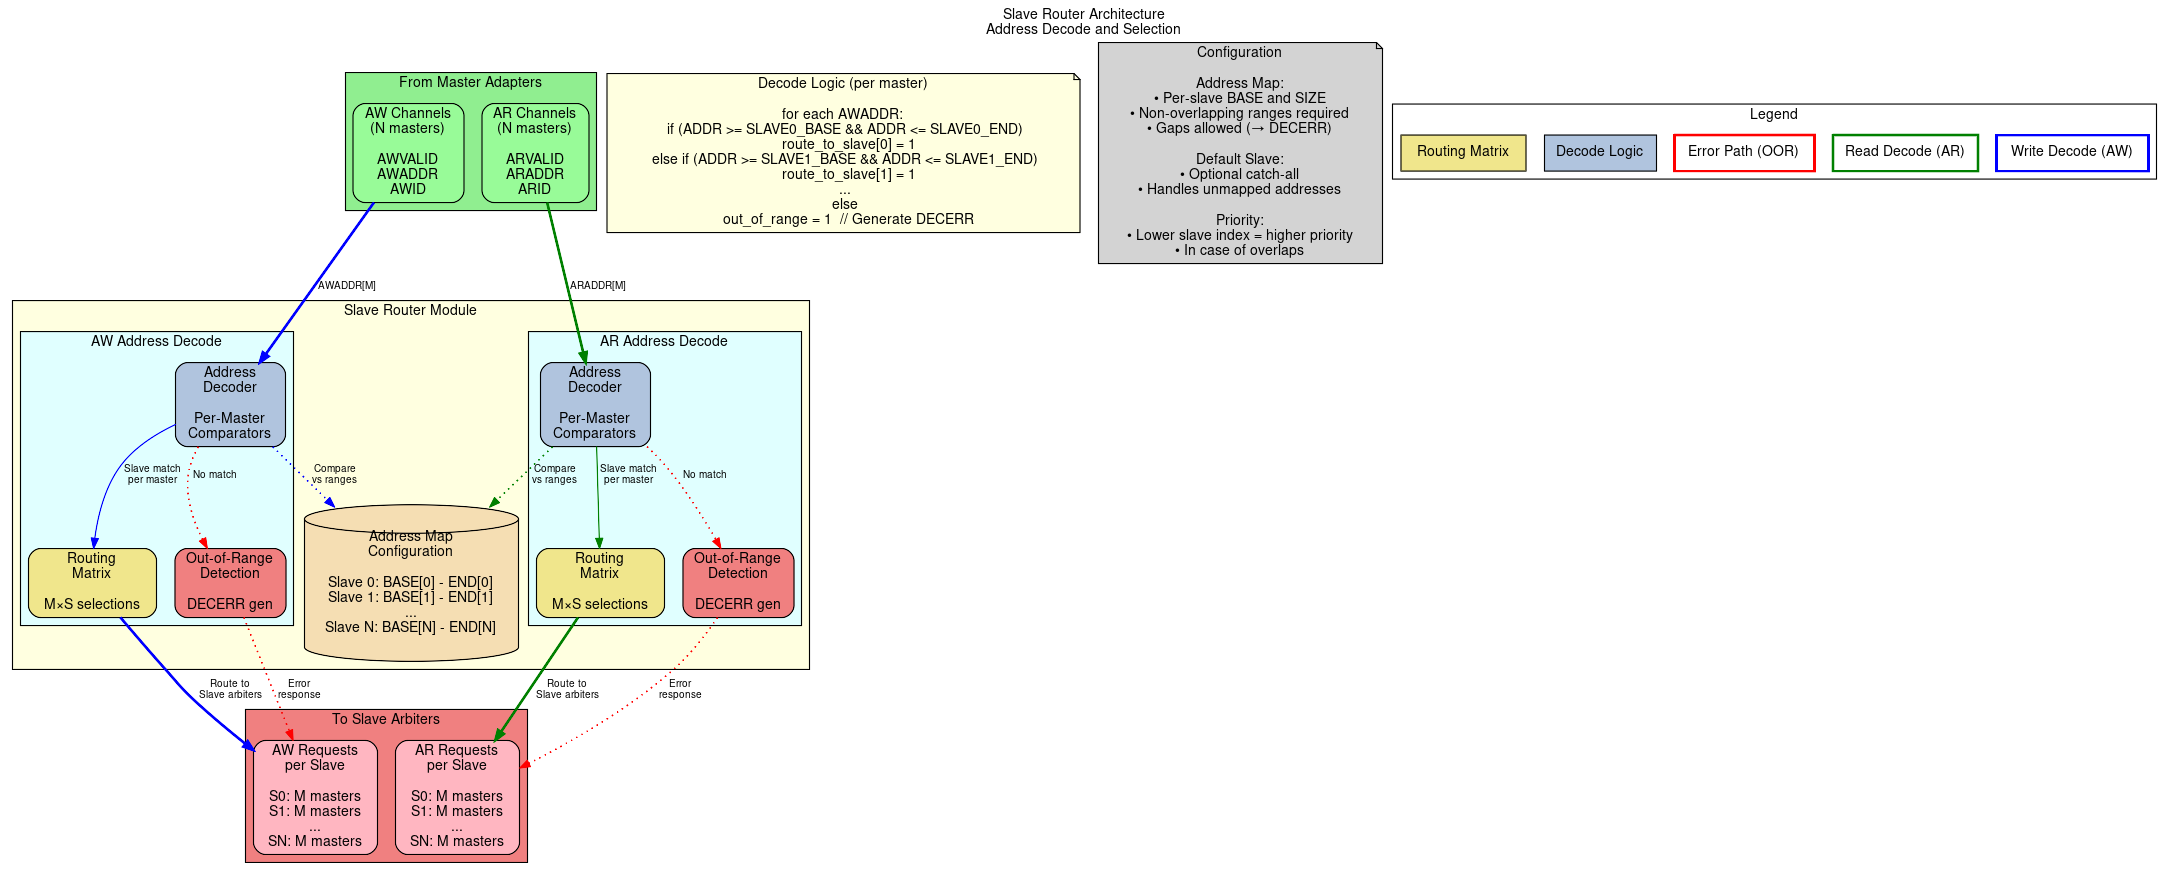 Slave Router Architecture
Address Decode and Selection
From Master Adapters
AW Channels
(N masters)
AWVALID
AWADDR
AWID
AR Channels
(N masters)
ARVALID
ARADDR
ARID
Decode Logic (per master)
for each AWADDR:
if (ADDR >= SLAVE0_BASE && ADDR <= SLAVE0_END)
route_to_slave[0] = 1
else if (ADDR >= SLAVE1_BASE && ADDR <= SLAVE1_END)
route_to_slave[1] = 1
...
else
out_of_range = 1  // Generate DECERR
Configuration
Address Map:
• Per-slave BASE and SIZE
• Non-overlapping ranges required
• Gaps allowed (→ DECERR)
Default Slave:
• Optional catch-all
• Handles unmapped addresses
Priority:
• Lower slave index = higher priority
• In case of overlaps
Legend
Routing Matrix
Decode Logic
Error Path (OOR)
Read Decode (AR)
Write Decode (AW)
AWADDR[M]
ARADDR[M]
Slave Router Module
AW Address Decode
Address
Decoder
Per-Master
Comparators
Slave match
per master
No match
Compare
vs ranges
Routing
Matrix
M×S selections
Out-of-Range
Detection
DECERR gen
Address Map
Configuration
Slave 0: BASE[0] - END[0]
Slave 1: BASE[1] - END[1]
...
Slave N: BASE[N] - END[N]
AR Address Decode
Address
Decoder
Per-Master
Comparators
Compare
vs ranges
Slave match
per master
No match
Routing
Matrix
M×S selections
Out-of-Range
Detection
DECERR gen
Route to
Slave arbiters
Error
response
Route to
Slave arbiters
Error
response
To Slave Arbiters
AW Requests
per Slave
S0: M masters
S1: M masters
...
SN: M masters
AR Requests
per Slave
S0: M masters
S1: M masters
...
SN: M masters